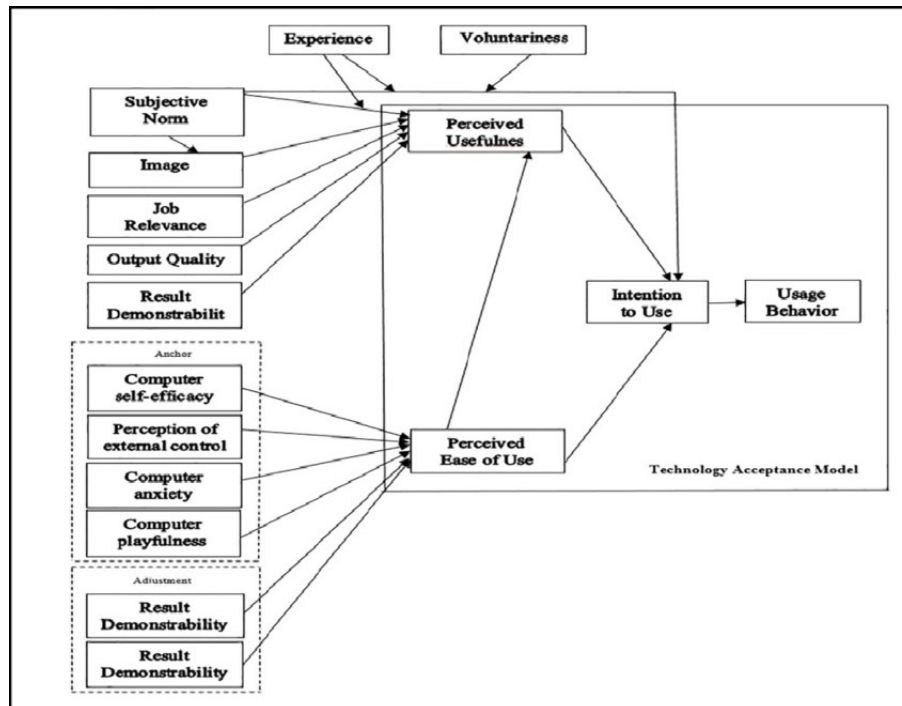 Experience
Voluntariness
Subjective
Norm
Perceived
Usefulnes
Image
Job
Relevance
Output Quality
Result
Demonstrabilit
Intention
to Use
Usage
Behavior
Anchor
Computer
self-efficacy
Perception of
external control
Computer
anxiety
Computer
playfulness
Perceived
Ease of Use
Technology Acceptance Model
Adjustment
Result
Demonstrability
Result
Demonstrability